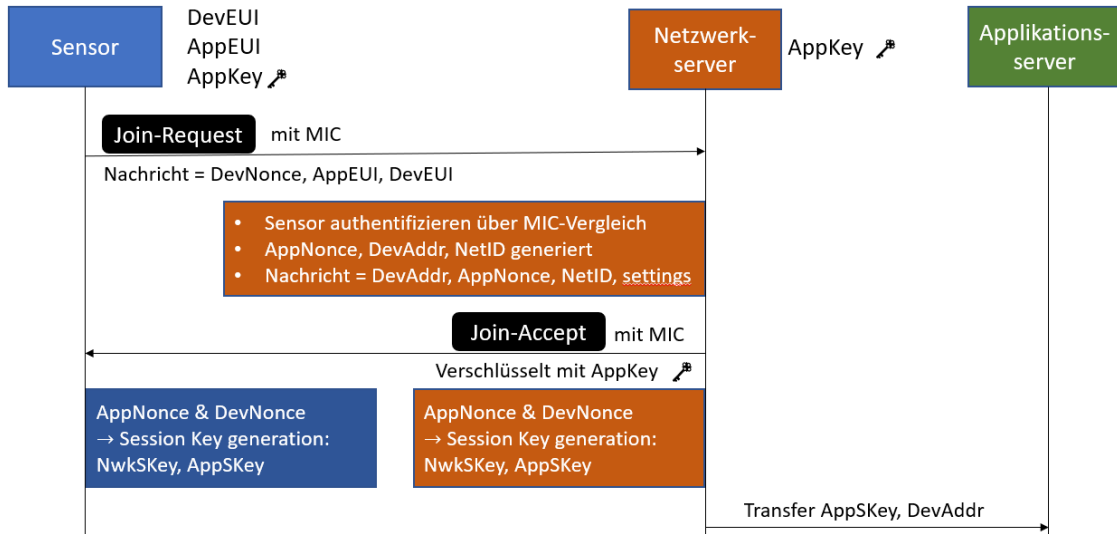 Sensor
DevEUI
AppEUI
AppKey
Netzwerk-
server
AppKey
Applikations-
server
Join-Request mit MIC
Nachricht = DevNonce, AppEUI, DevEUI
• Sensor authentifizieren über MIC-Vergleich
• AppNonce, DevAddr, NetID generiert
• Nachricht = DevAddr, AppNonce, NetID, settings
Join-Accept mit MIC
Verschlüsselt mit AppKey
AppNonce & DevNonce
→ Session Key generation:
NwkSKey, AppSKey
AppNonce & DevNonce
→ Session Key generation:
NwkSKey, AppSKey
Transfer AppSKey, DevAddr